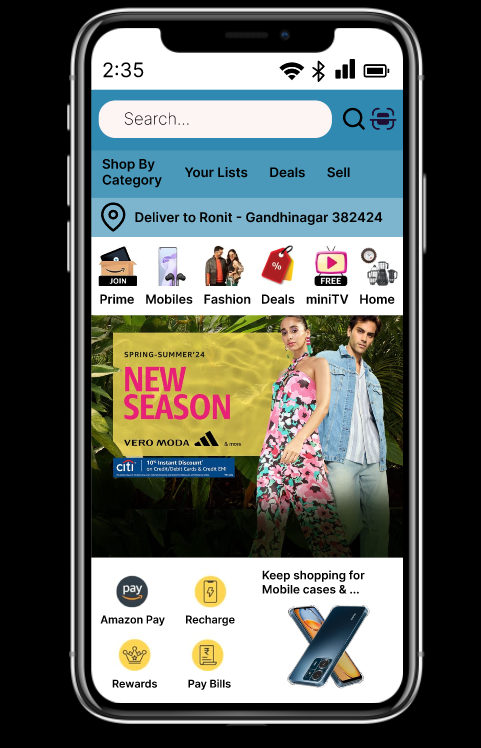 2:35
Search...
Shop By
Category
Your Lists
Deals
Sell
Deliver to Ronit - Gandhinagar 382424
JOIN
%
FREE
Prime
Mobiles
Fashion
Deals
miniTV
Home
SPRING-SUMMER'24
NEW
SEASON
VERO MODA
& more
citi
10% Instant Discount*
on Credit/Debit Cards & Credit EMI
Keep shopping for
Mobile cases & ...
pay
Amazon Pay
Recharge
₹
Rewards
Pay Bills